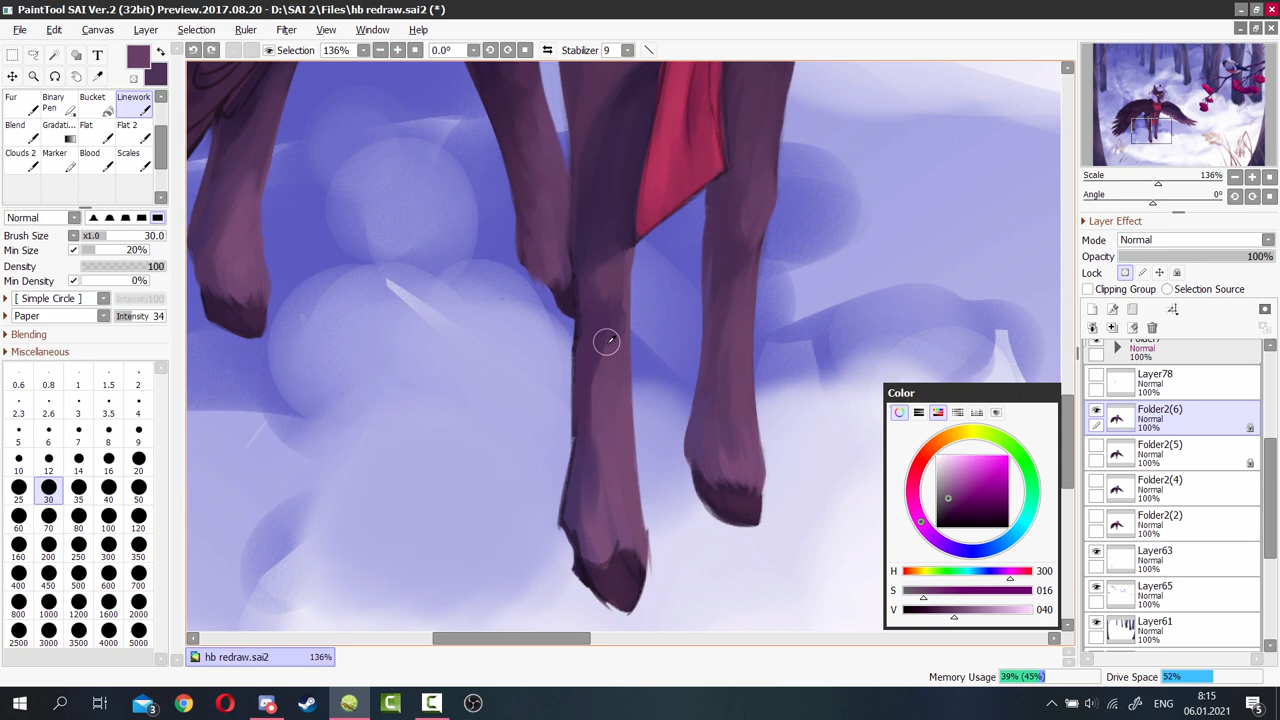 PaintTool SAI Ver.2 (32bit) Preview.2017.08.20 - D:\SAI 2\Files\hb redraw.sai2 (*)
File Edit Canvas Layer Selection Ruler Filter View Window Help
Selection 136% 0.0° Stabilizer 9
T
Fur Binary Pen Bucket Linework
Blend Gradati... Flat Flat 2
Clouds 2 Marker Blood Scales
Normal
Brush Size x1.0 30.0
Min Size 20%
Density 100
Min Density 0%
[ Simple Circle ] Intensity 100
Paper Intensity 34
Blending
Miscellaneous
0.6 0.8 1 1.5 2
2.3 2.6 3 3.5 4
5 6 7 8 9
10 12 14 16 20
25 30 35 40 50
60 70 80 100 120
160 200 250 300 350
400 450 500 600 700
800 1000 1200 1400 1600
2500 3000 3500 4000 5000
Color
H 300
S 016
V 040
Scale 136%
Angle 0°
Layer Effect
Mode Normal
Opacity 100%
Lock
Clipping Group Selection Source
Normal
100%
Layer78
Normal
100%
Folder2(6)
Normal
100%
Folder2(5)
Normal
100%
Folder2(4)
Normal
100%
Folder2(2)
Normal
100%
Layer63
Normal
100%
Layer65
Normal
100%
Layer61
Normal
100%
hb redraw.sai2 136%
Memory Usage 39% (45%) Drive Space 52%
3
ENG
8:15
06.01.2021
5